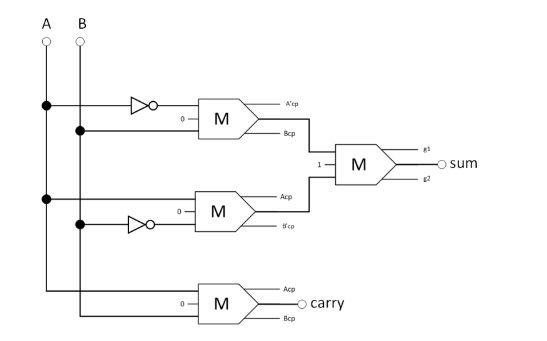 A B
A'cp
0 M
Bcp
g1
1 M sum
g2
Acp
0 M
B'cp
Acp
0 M carry
Bcp